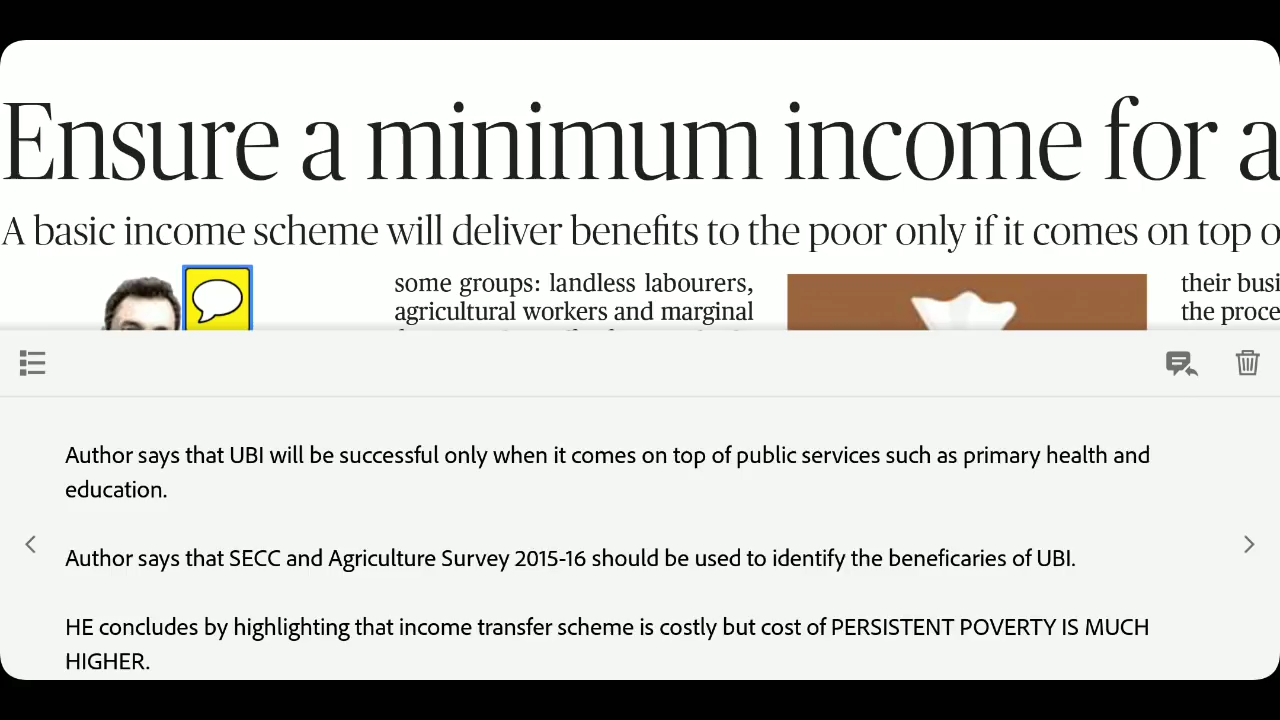 Ensure a minimum income for a
A basic income scheme will deliver benefits to the poor only if it comes on top o
some groups: landless labourers,
agricultural workers and marginal
their busi
the proce
Author says that UBI will be successful only when it comes on top of public services such as primary health and
education.
Author says that SECC and Agriculture Survey 2015-16 should be used to identify the beneficaries of UBI.
HE concludes by highlighting that income transfer scheme is costly but cost of PERSISTENT POVERTY IS MUCH
HIGHER.